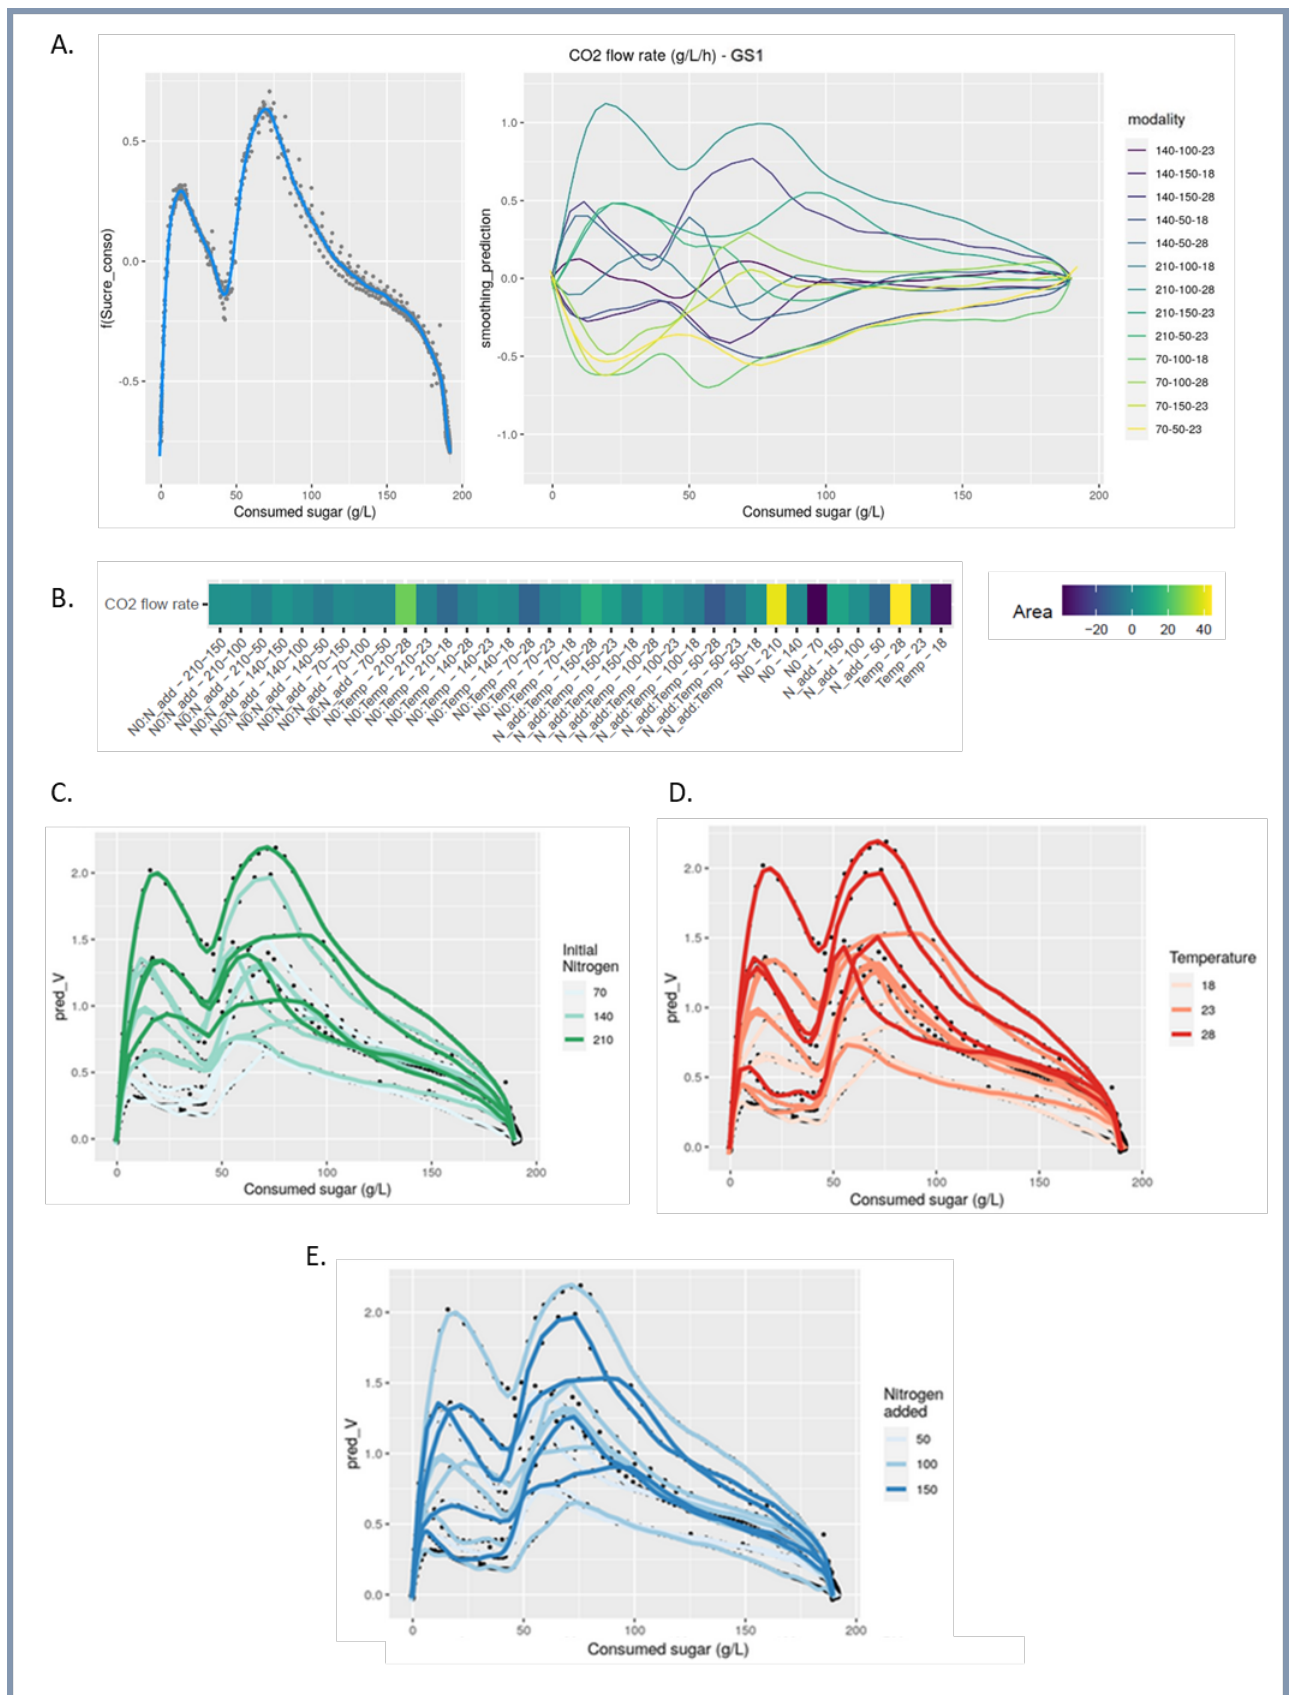 A.
CO2 flow rate (g/L/h) - GS1
f(Sucre_conso)
0.5
0.0
-0.5
0 50 100 150 200
Consumed sugar (g/L)
smoothing_prediction
1.0
0.5
0.0
-0.5
-1.0
0 50 100 150 200
Consumed sugar (g/L)
modality
140-100-23
140-150-18
140-150-28
140-50-18
140-50-28
210-100-18
210-100-28
210-150-23
210-50-23
70-100-18
70-100-28
70-150-23
70-50-23
B.
CO2 flow rate
N0:N_add - 210-150
N0:N_add - 210-100
N0:N_add - 210-50
N0:N_add - 140-150
N0:N_add - 140-100
N0:N_add - 140-50
N0:N_add - 70-150
N0:N_add - 70-100
N0:N_add - 70-50
N0:Temp - 210-28
N0:Temp - 210-23
N0:Temp - 210-18
N0:Temp - 140-28
N0:Temp - 140-23
N0:Temp - 140-18
N0:Temp - 70-28
N0:Temp - 70-23
N0:Temp - 70-18
N_add:Temp - 150-28
N_add:Temp - 150-23
N_add:Temp - 150-18
N_add:Temp - 100-28
N_add:Temp - 100-23
N_add:Temp - 100-18
N_add:Temp - 50-28
N_add:Temp - 50-23
N_add:Temp - 50-18
N0 - 210
N0 - 140
N0 - 70
N_add - 150
N_add - 100
N_add - 50
Temp - 28
Temp - 23
Temp - 18
Area
−20 0 20 40
C.
pred_V
2.0
1.5
1.0
0.5
0.0
0 50 100 150 200
Consumed sugar (g/L)
Initial
Nitrogen
70
140
210
D.
pred_V
2.0
1.5
1.0
0.5
0.0
0 50 100 150 200
Consumed sugar (g/L)
Temperature
18
23
28
E.
pred_V
2.0
1.5
1.0
0.5
0.0
0 50 100 150 200
Consumed sugar (g/L)
Nitrogen
added
50
100
150